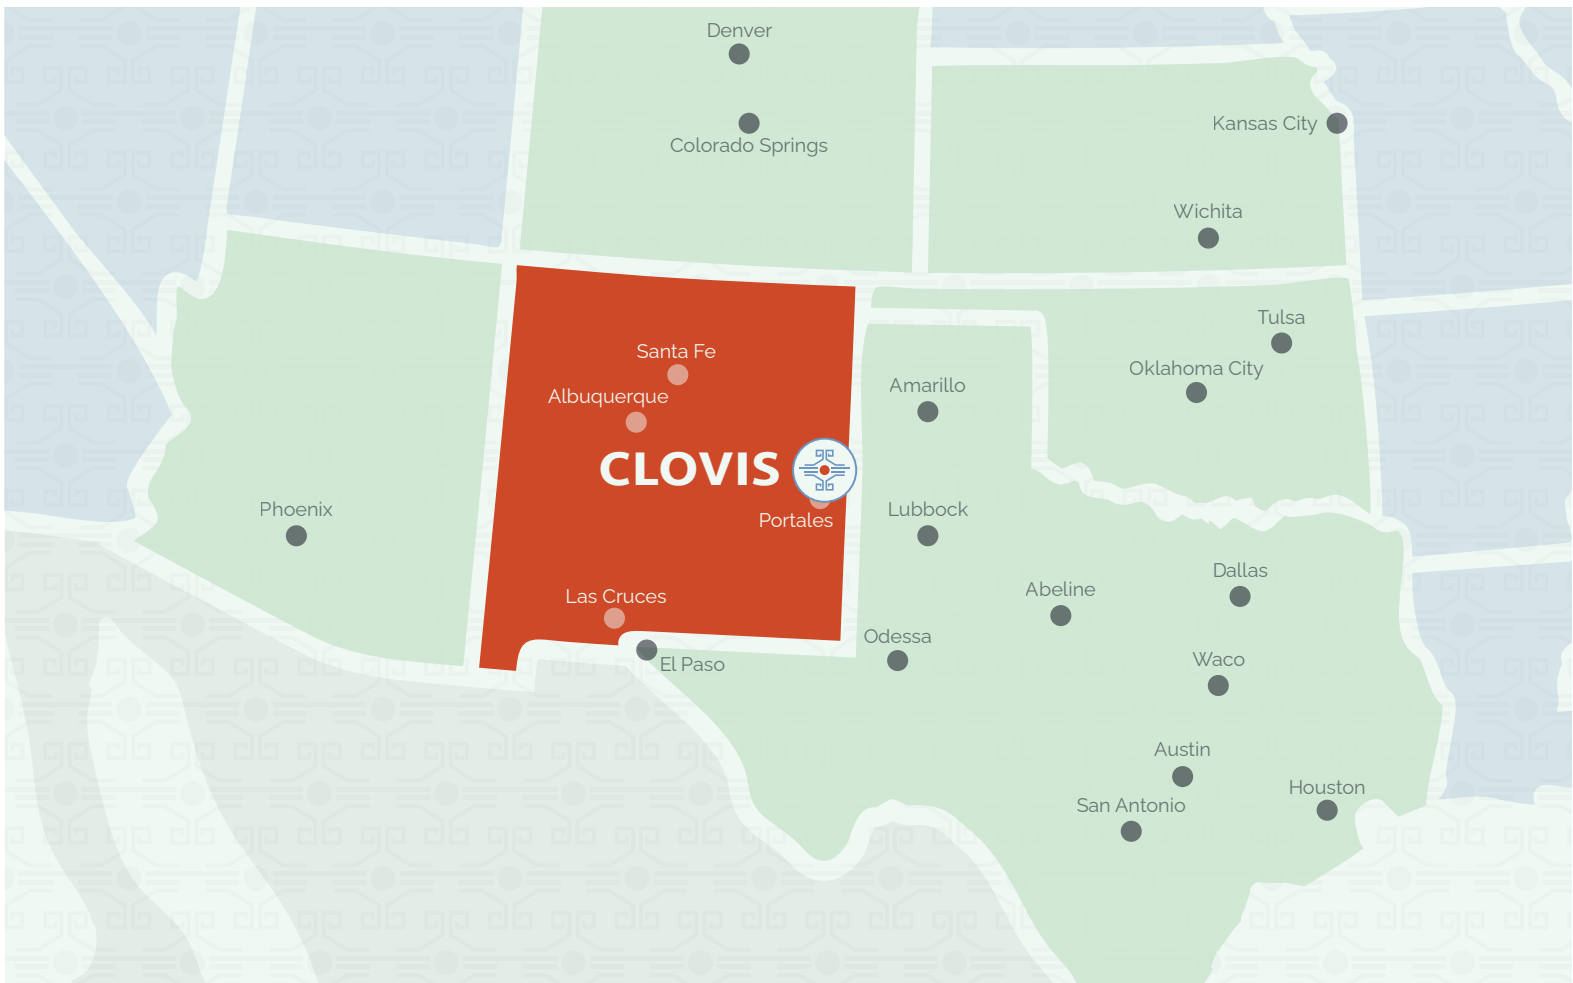 Denver
Colorado Springs
Kansas City
Wichita
Tulsa
Santa Fe
Oklahoma City
Amarillo
Albuquerque
CLOVIS
Phoenix
Lubbock
Portales
Dallas
Abeline
Las Cruces
Odessa
El Paso
Waco
Austin
Houston
San Antonio